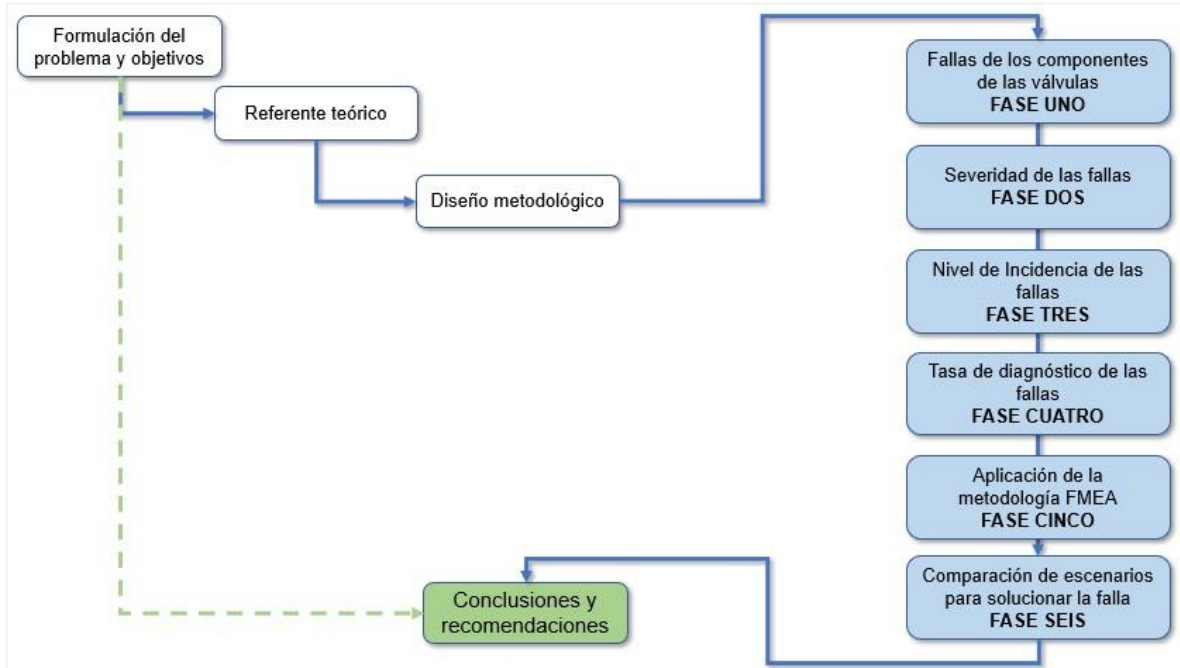 Formulación del
problema y objetivos
Referente teórico
Diseño metodológico
Fallas de los componentes
de las válvulas
FASE UNO
Severidad de las fallas
FASE DOS
Nivel de Incidencia de las
fallas
FASE TRES
Tasa de diagnóstico de las
fallas
FASE CUATRO
Aplicación de la
metodología FMEA
FASE CINCO
Comparación de escenarios
para solucionar la falla
FASE SEIS
Conclusiones y
recomendaciones